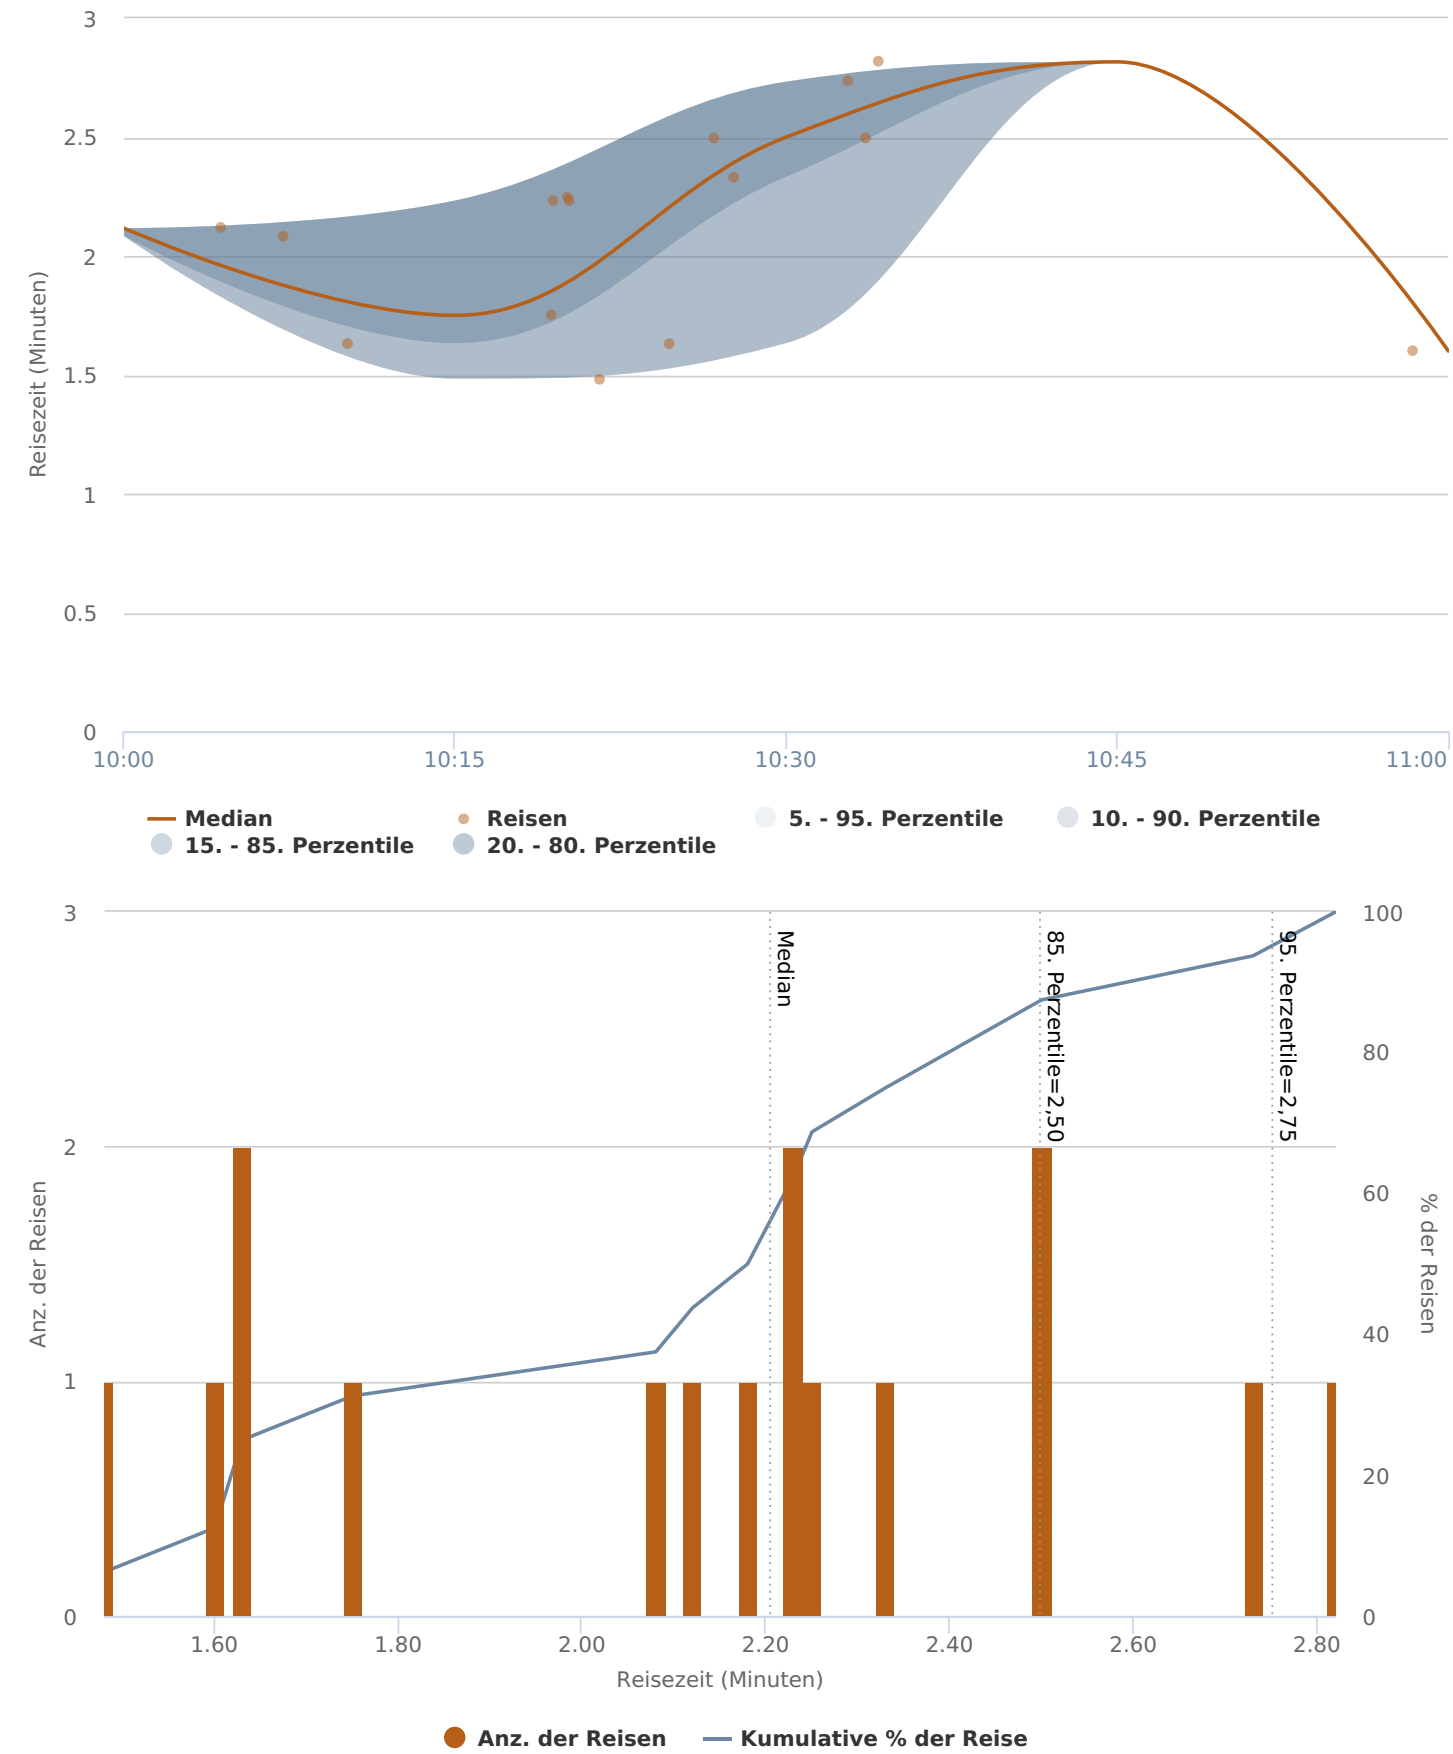 3
2.5
2
1.5
1
0.5
0
Reisezeit (Minuten)
10:00 10:15 10:30 10:45 11:00
Median Reisen 5. - 95. Perzentile 10. - 90. Perzentile
15. - 85. Perzentile 20. - 80. Perzentile
3
2
1
0
Anz. der Reisen
Median
85. Perzentile=2,50
95. Perzentile=2,75
100
80
60
40
20
0
% der Reisen
1.60 1.80 2.00 2.20 2.40 2.60 2.80
Reisezeit (Minuten)
Anz. der Reisen Kumulative % der Reise